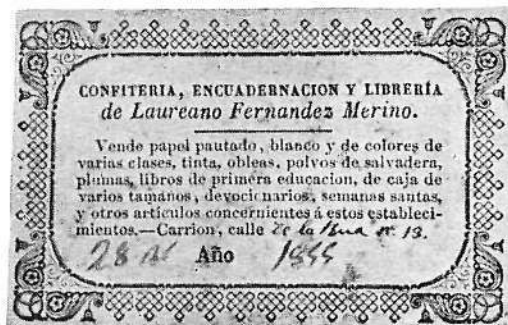 CONFITERIA, ENCUADERNACION Y LIBRERÍA
de Laureano Fernandez Merino.
Vende papel pautado, blanco y de colores de
varias clases, tinta, obleas, polvos de salvadera,
plumas, libros de primera educacion, de caja de
varios tamaños, devocionarios, semanas santas,
y otros artículos concernientes á estos estableci-
mientos.—Carrion, calle de la Rua nº 13.
28 Año